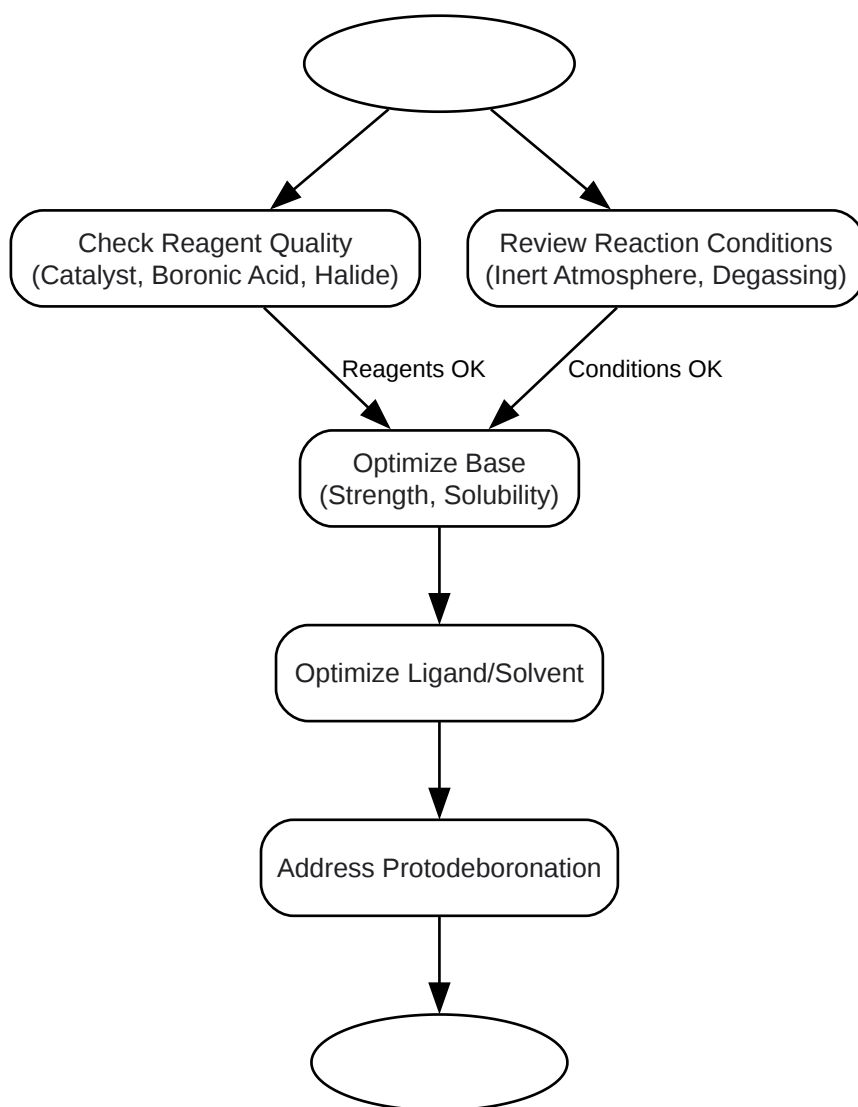 Check Reagent Quality
(Catalyst, Boronic Acid, Halide)
Review Reaction Conditions
(Inert Atmosphere, Degassing)
Reagents OK
Conditions OK
Optimize Base
(Strength, Solubility)
Optimize Ligand/Solvent
Address Protodeboronation